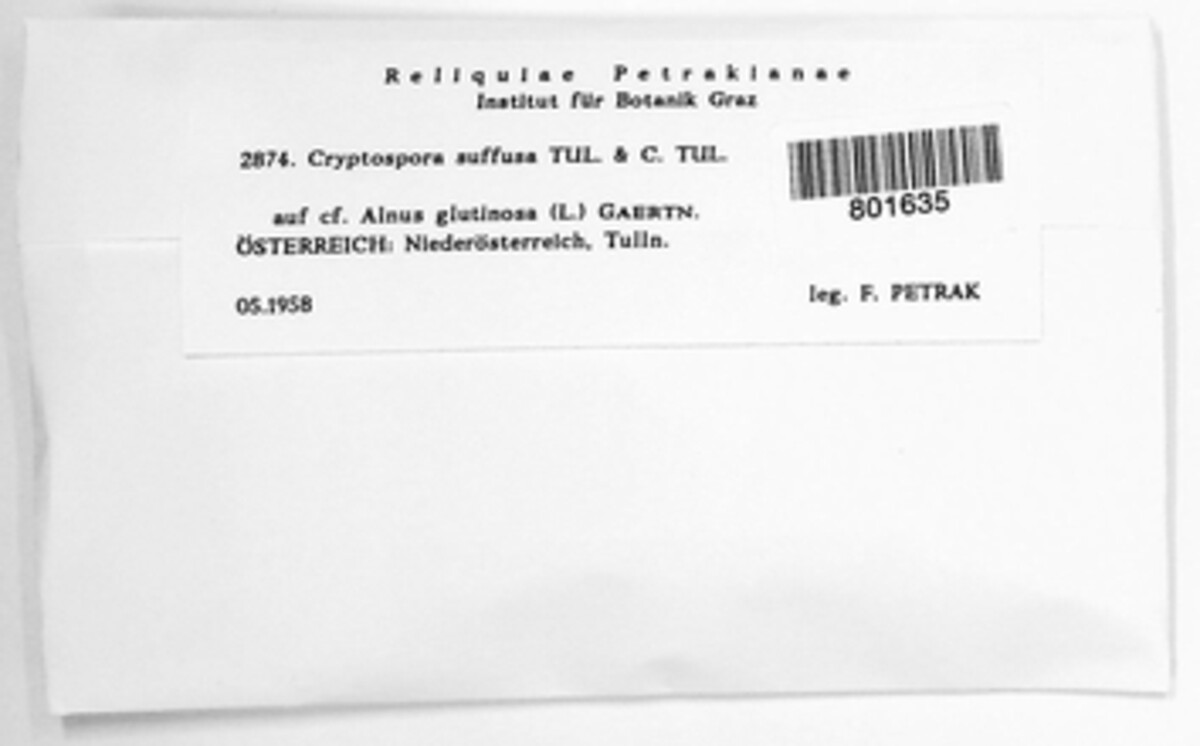 Reliquiae Petrakianae
Institut für Botanik Graz
2874. Cryptospora suffusa TUL. & C. TUL.
801635
auf cf. Alnus glutinosa (L.) GAERTN.
ÖSTERREICH: Niederösterreich, Tulln.
05.1958
leg. F. PETRAK